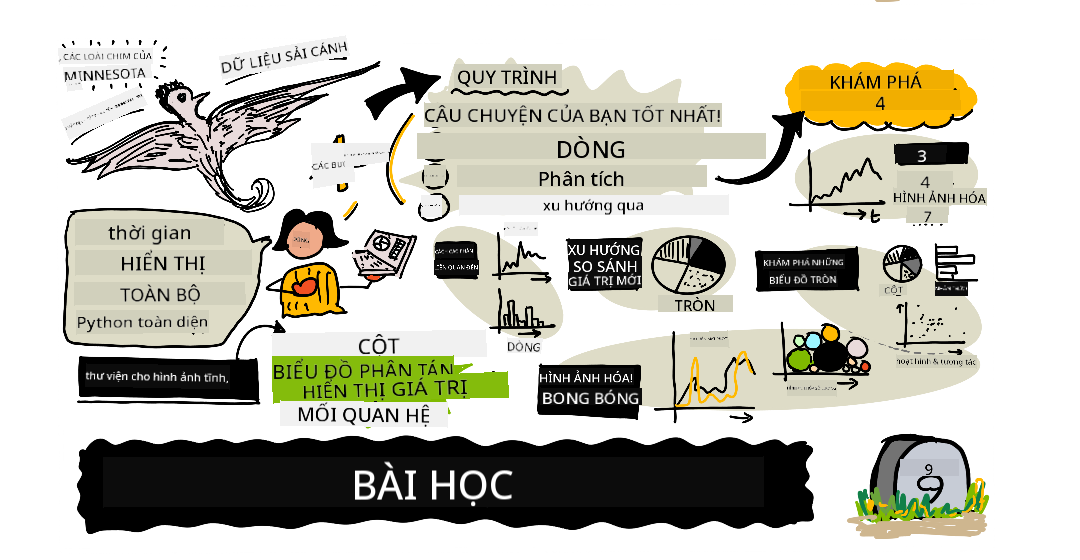 CÁC LOÀI CHIM CỦA
MINNESOTA
DỮ LIỆU SẢI CÁNH
QUY TRÌNH
CÂU CHUYỆN CỦA BẠN TỐT NHẤT!
DÒNG
Phân tích
xu hướng qua
KHÁM PHÁ
4
3
4
HÌNH ẢNH HÓA
7
t
thời gian
HIỂN THỊ
TOÀN BỘ
Python toàn diện
thư viện cho hình ảnh tĩnh,
CỘT
BIỂU ĐỒ PHÂN TÁN
HIỂN THỊ GIÁ TRỊ
MỐI QUAN HỆ
DÒNG
XU HƯỚNG
SO SÁNH
GIÁ TRỊ MỚI
TRÒN
KHÁM PHÁ NHỮNG
BIỂU ĐỒ TRÒN
CỘT
hoạt hình & tương tác
HÌNH ẢNH HÓA!
BONG BÓNG
BÀI HỌC
9